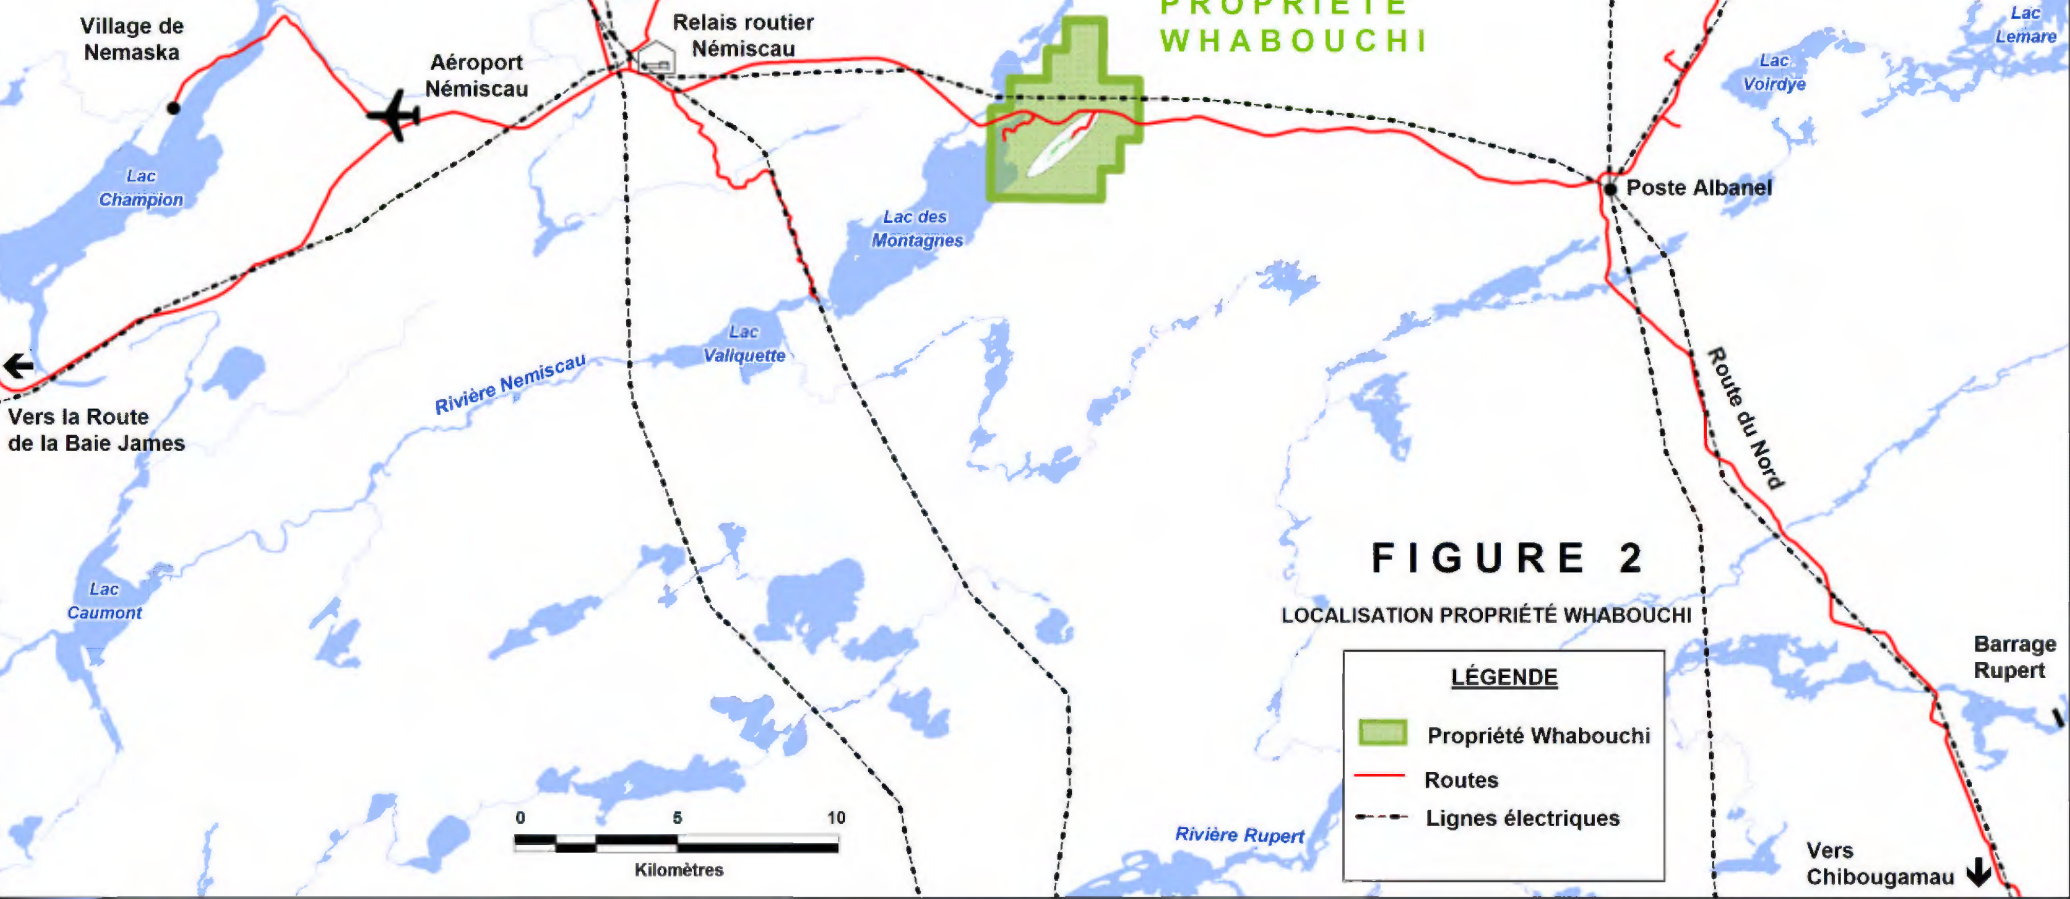 PROPRIÉTÉ
WHABOUCHI
Village de
Nemaska
Relais routier
Némiscau
Aéroport
Némiscau
Lac
Lemare
Lac
Voirdye
Lac
Champion
Poste Albanel
Lac des
Montagnes
Lac
Valiquette
Rivière Nemiscau
Vers la Route
de la Baie James
Route du Nord
Lac
Caumont
FIGURE 2
LOCALISATION PROPRIÉTÉ WHABOUCHI
LÉGENDE
Propriété Whabouchi
Routes
Lignes électriques
Barrage
Rupert
0 5 10
Kilomètres
Rivière Rupert
Vers
Chibougamau